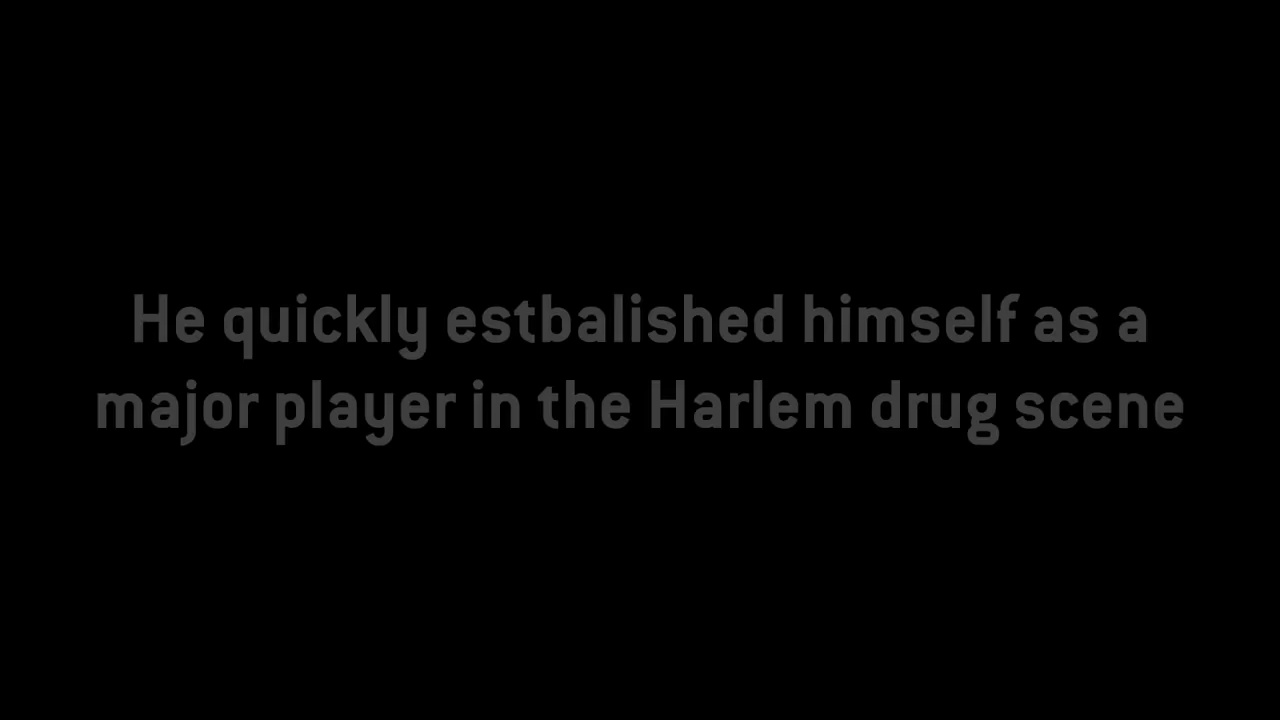 He quickly estbalished himself as a
major player in the Harlem drug scene